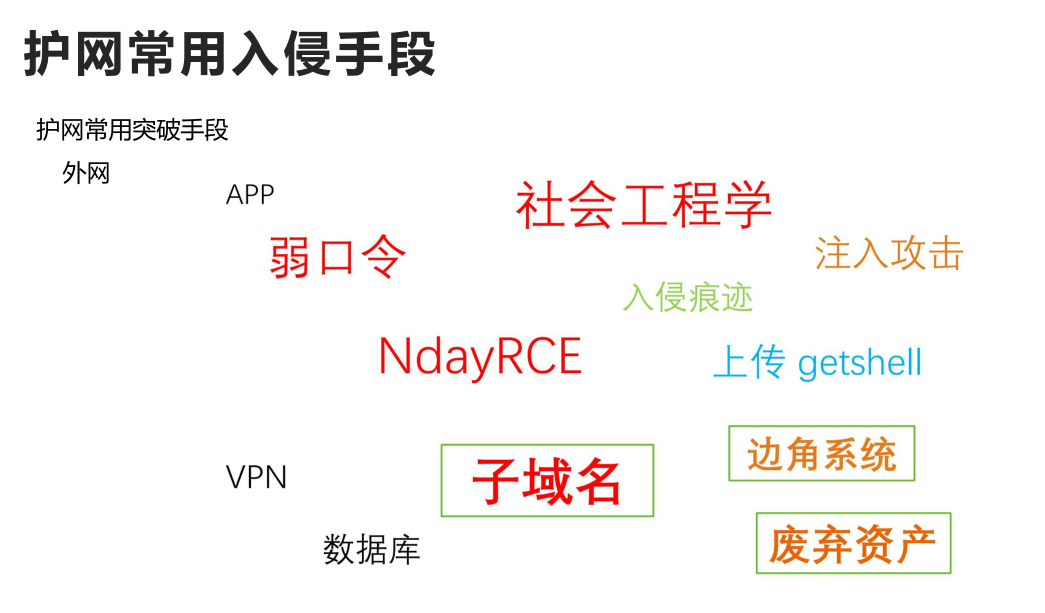 护网常用入侵手段
护网常用突破手段
外网
APP
社会工程学
弱口令
注入攻击
入侵痕迹
NdayRCE
上传 getshell
边角系统
VPN
子域名
数据库
废弃资产